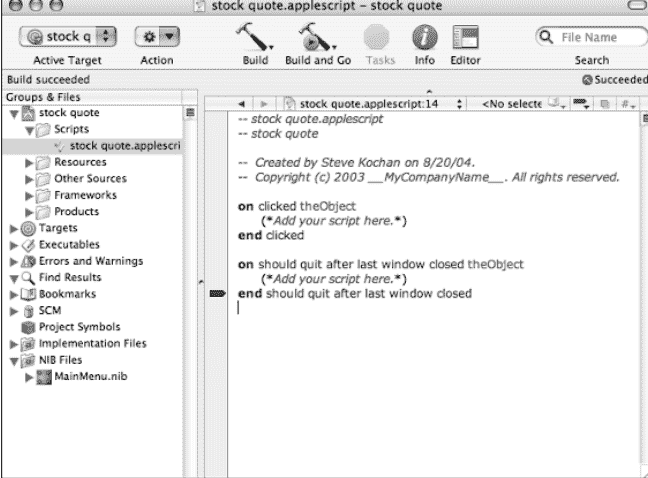 stock quote.applescript – stock quote
stock q
File Name
Active Target Action Build Build and Go Tasks Info Editor Search
Build succeeded Succeeded
Groups & Files
stock quote
Scripts
stock quote.applescri
Resources
Other Sources
Frameworks
Products
Targets
Executables
Errors and Warnings
Find Results
Bookmarks
SCM
Project Symbols
Implementation Files
NIB Files
MainMenu.nib
stock quote.applescript:14 <No selecte #
-- stock quote.applescript
-- stock quote
-- Created by Steve Kochan on 8/20/04.
-- Copyright (c) 2003 __MyCompanyName__. All rights reserved.
on clicked theObject
(*Add your script here.*)
end clicked
on should quit after last window closed theObject
(*Add your script here.*)
end should quit after last window closed